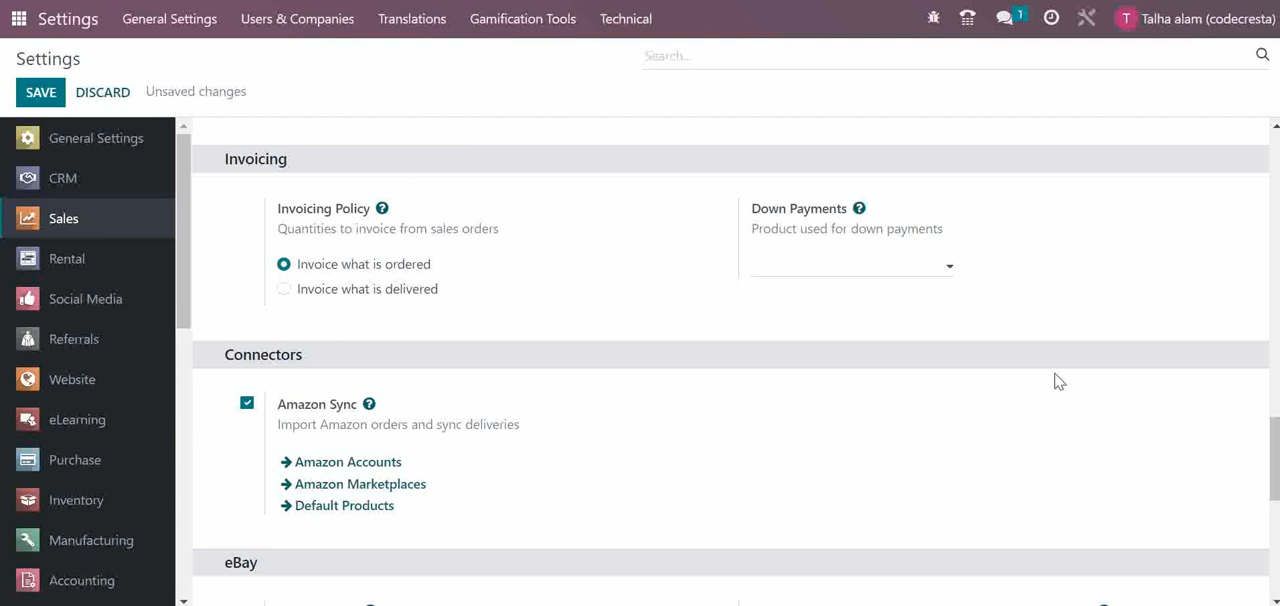 Settings General Settings Users & Companies Translations Gamification Tools Technical 1 T Talha alam (codecresta)
Settings
Search...
SAVE DISCARD Unsaved changes
General Settings
CRM
Sales
Rental
Social Media
Referrals
Website
eLearning
Purchase
Inventory
Manufacturing
Accounting
Invoicing
Invoicing Policy ?
Quantities to invoice from sales orders
Invoice what is ordered
Invoice what is delivered
Down Payments ?
Product used for down payments
Connectors
Amazon Sync ?
Import Amazon orders and sync deliveries
Amazon Accounts
Amazon Marketplaces
Default Products
eBay